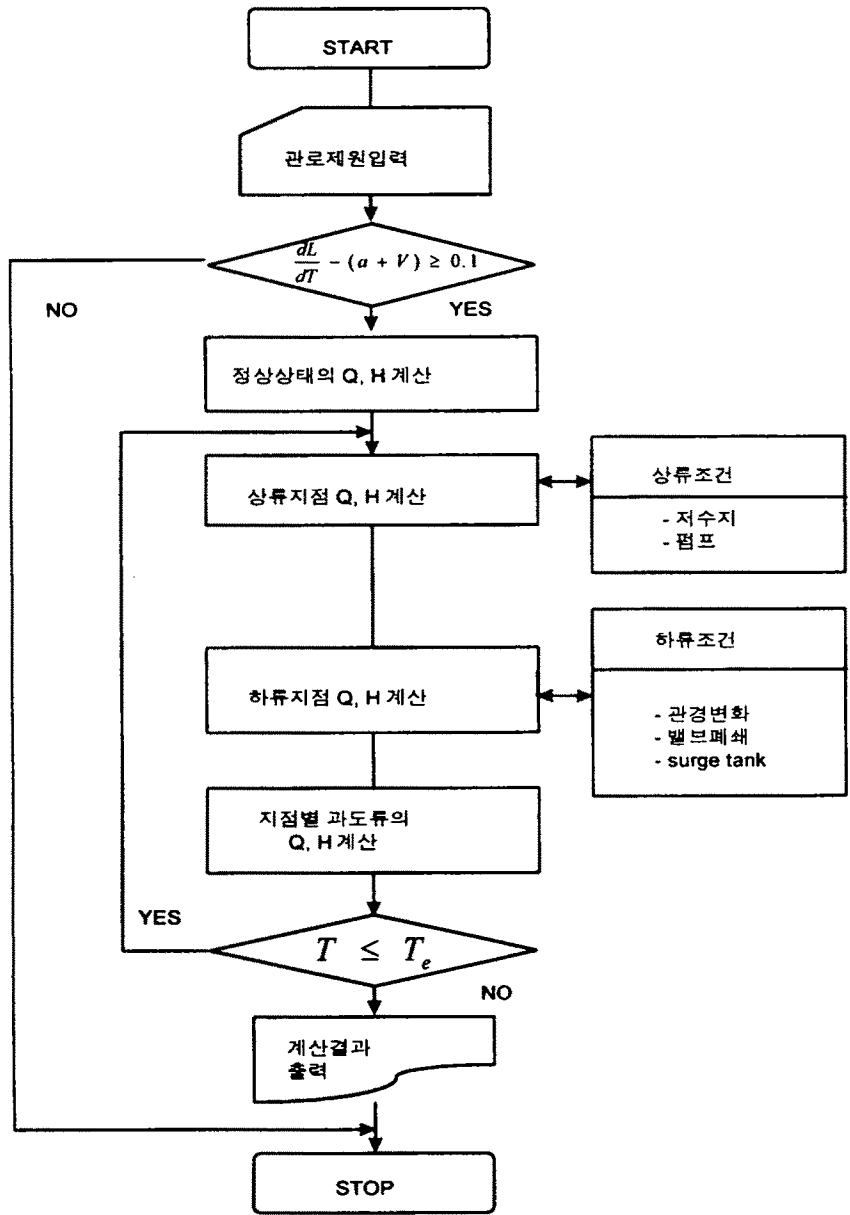 START
관로제원입력
dL/dT - ( a + V ) ≥ 0.1
NO
YES
정상상태의 Q, H 계산
상류지점 Q, H 계산
상류조건
- 저수지
- 펌프
하류지점 Q, H 계산
하류조건
- 관경변화
- 밸브폐쇄
- surge tank
지점별 과도류의
Q, H 계산
YES
T ≤ Te
NO
계산결과
출력
STOP